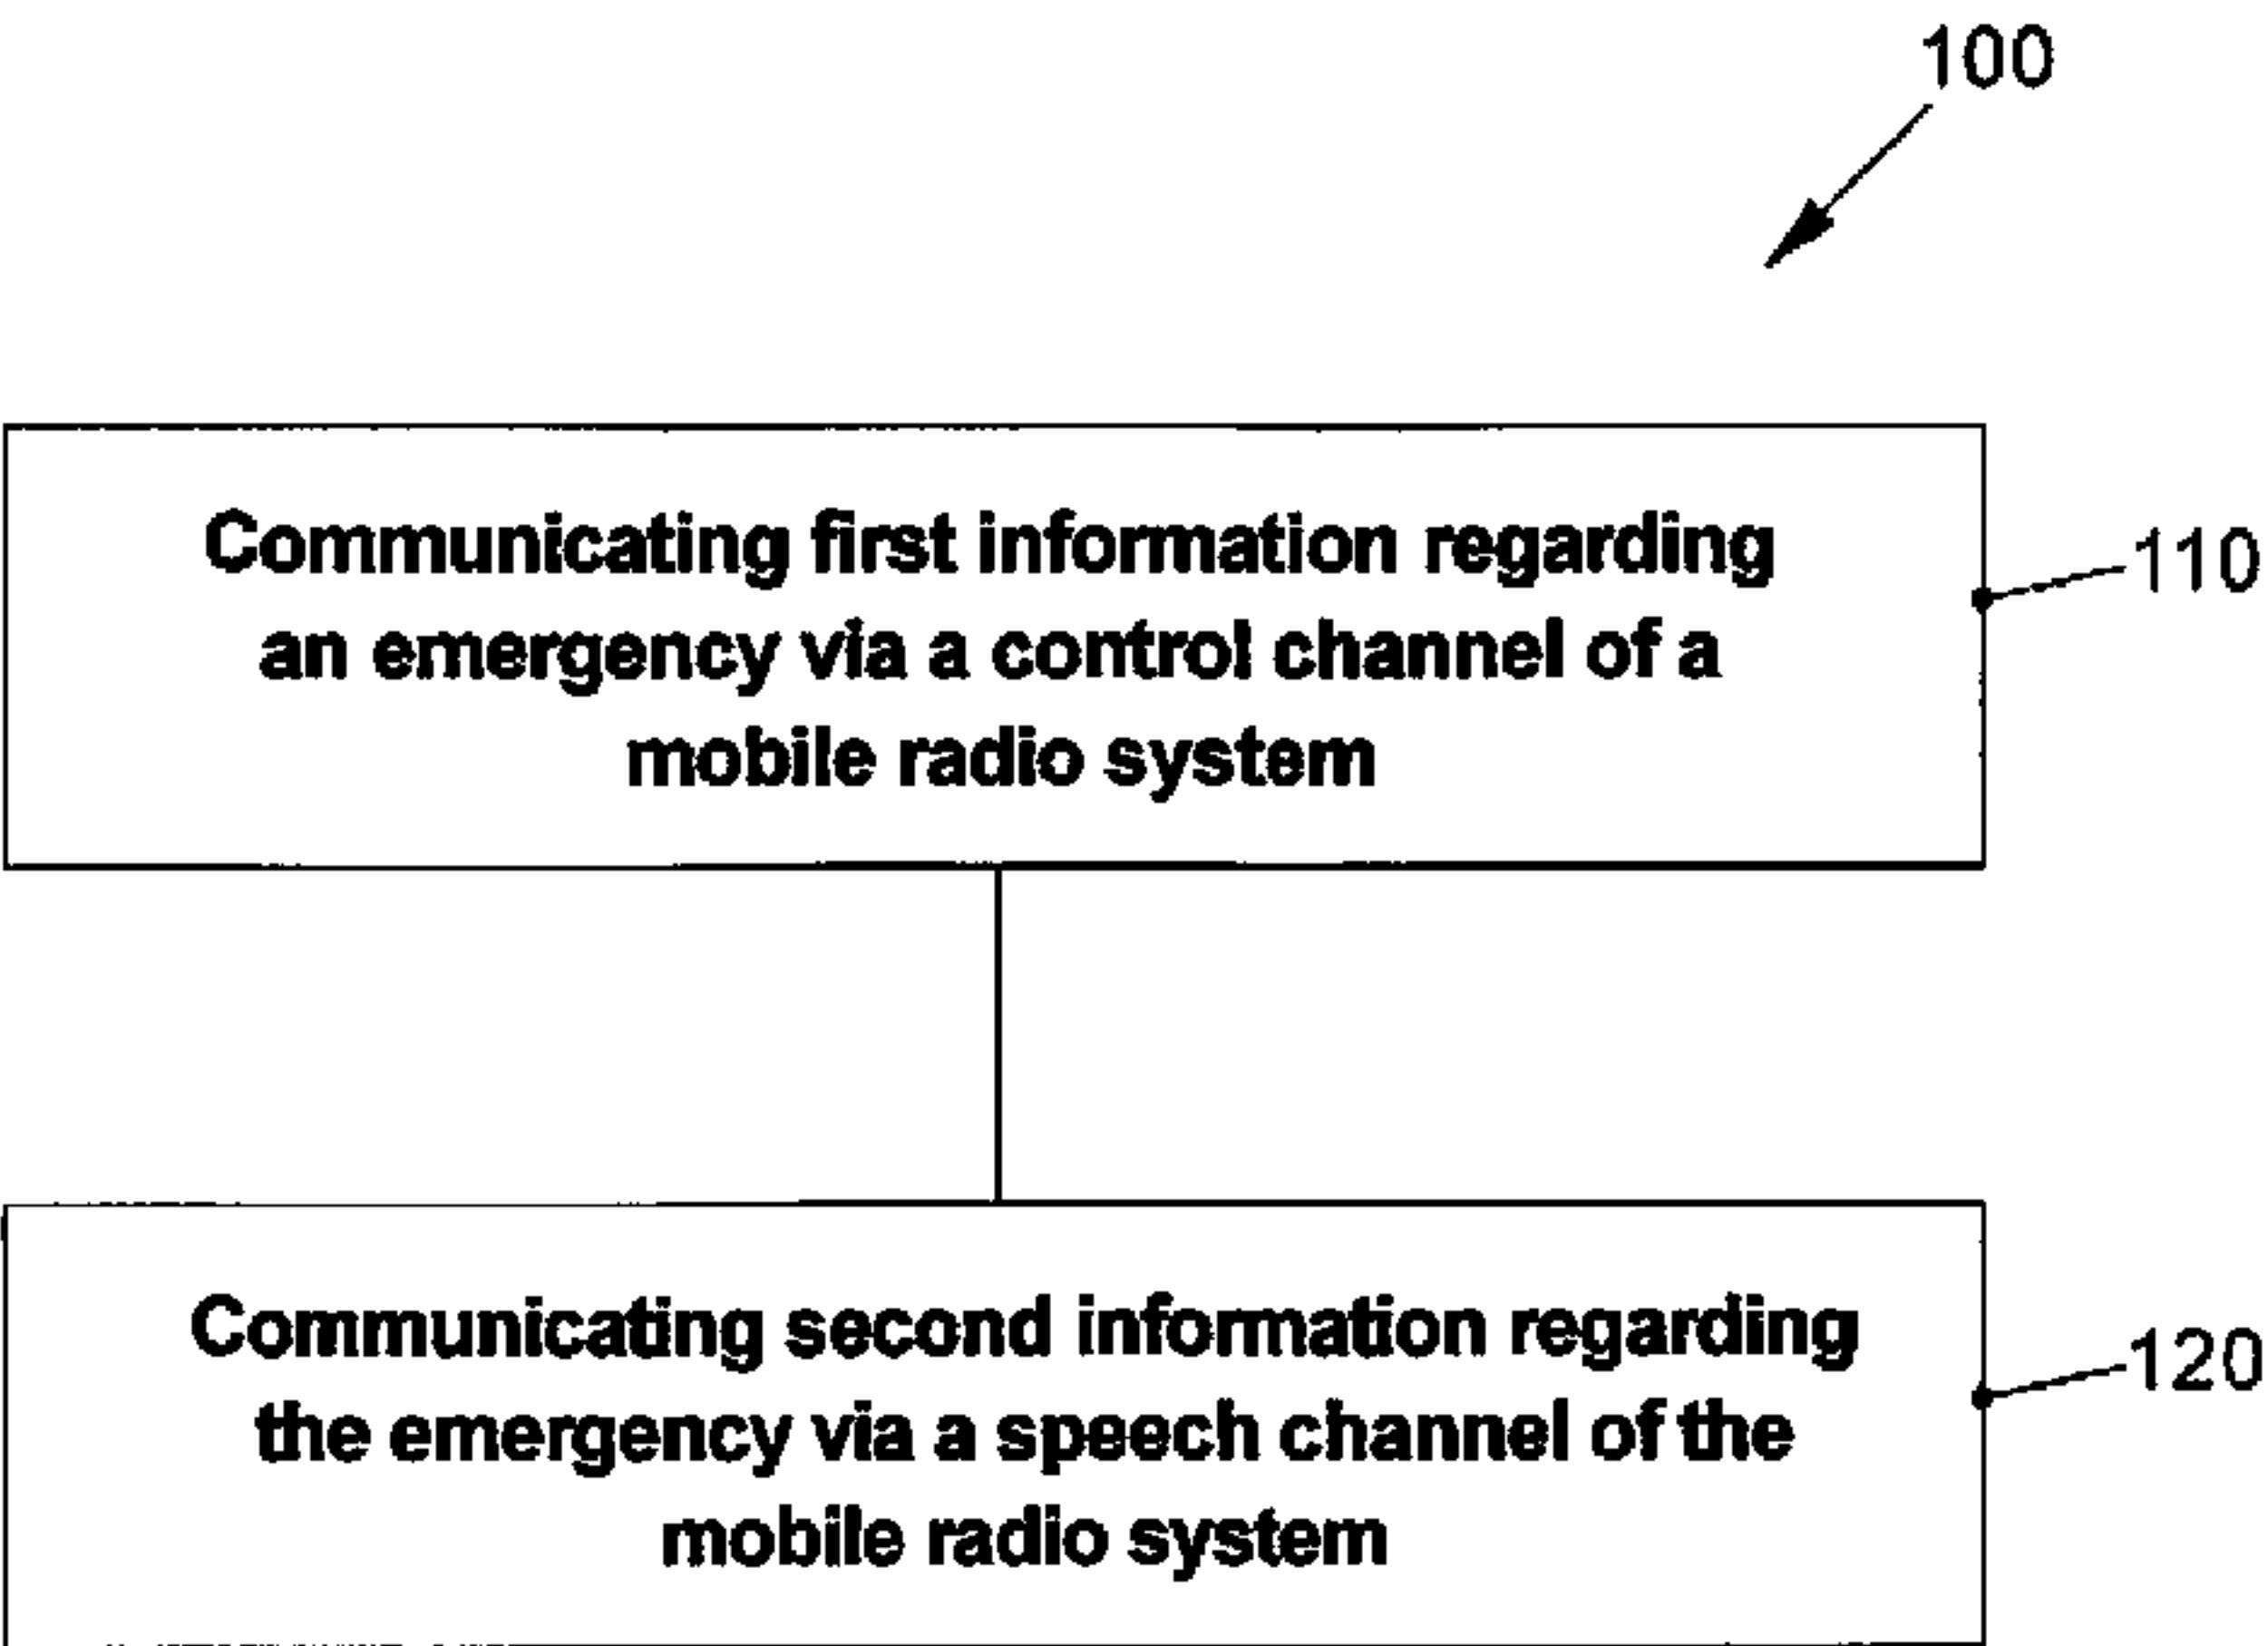 100
Communicating first information regarding
an emergency via a control channel of a
mobile radio system
110
Communicating second information regarding
the emergency via a speech channel of the
mobile radio system
120